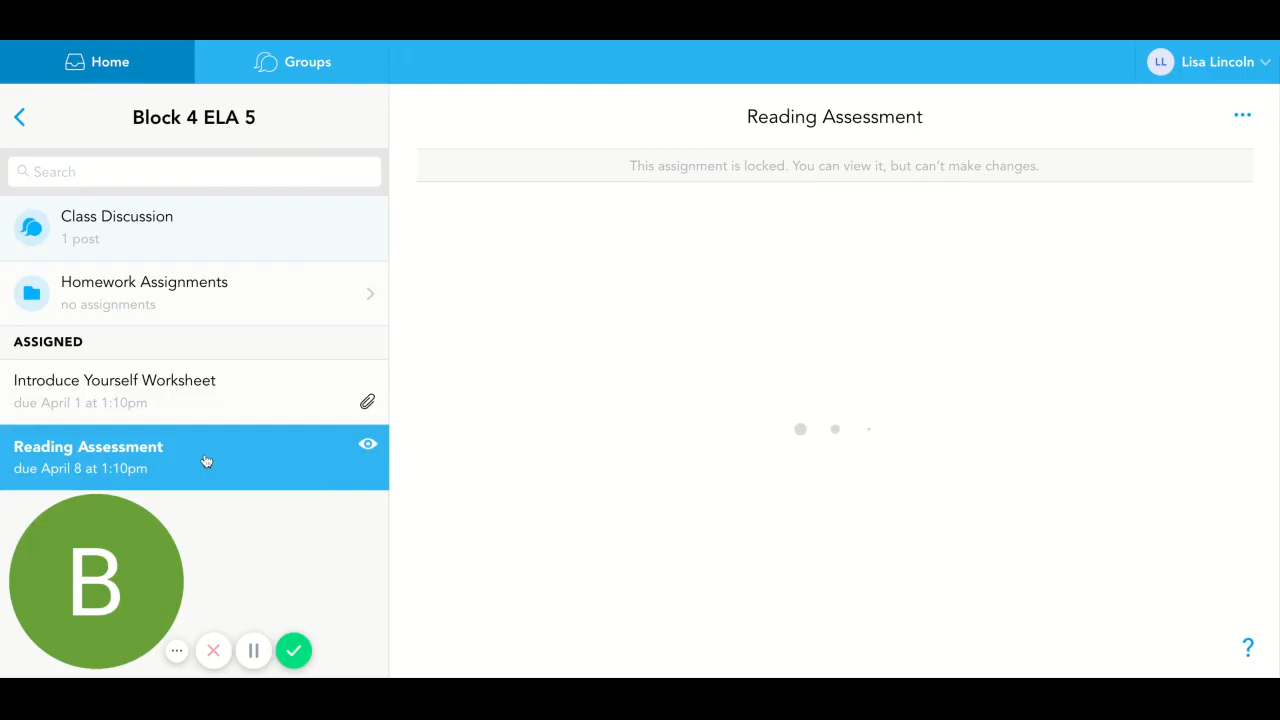 Home
Groups
LL
Lisa Lincoln
Block 4 ELA 5
Search
Class Discussion
1 post
Homework Assignments
no assignments
ASSIGNED
Introduce Yourself Worksheet
due April 1 at 1:10pm
Reading Assessment
due April 8 at 1:10pm
B
Reading Assessment
This assignment is locked. You can view it, but can't make changes.
?